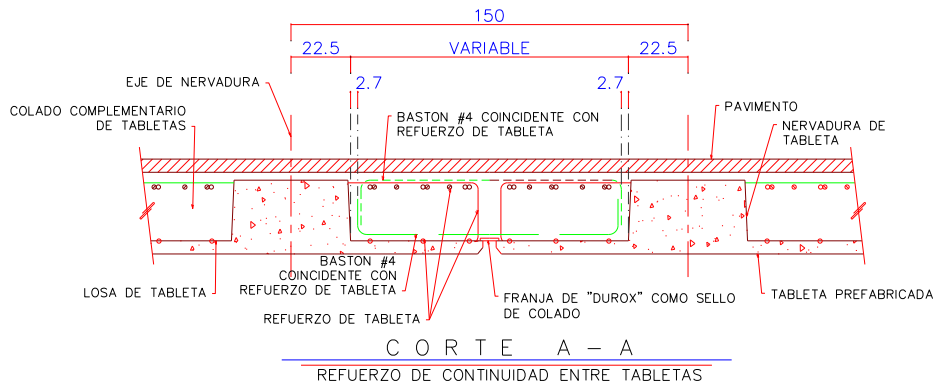 150
22.5
VARIABLE
22.5
2.7
2.7
EJE DE NERVADURA
COLADO COMPLEMENTARIO
DE TABLETAS
BASTON #4 COINCIDENTE CON
REFUERZO DE TABLETA
PAVIMENTO
NERVADURA DE
TABLETA
BASTON #4
COINCIDENTE CON
REFUERZO DE TABLETA
LOSA DE TABLETA
REFUERZO DE TABLETA
FRANJA DE "DUROX" COMO SELLO
DE COLADO
TABLETA PREFABRICADA
CORTE A-A
REFUERZO DE CONTINUIDAD ENTRE TABLETAS